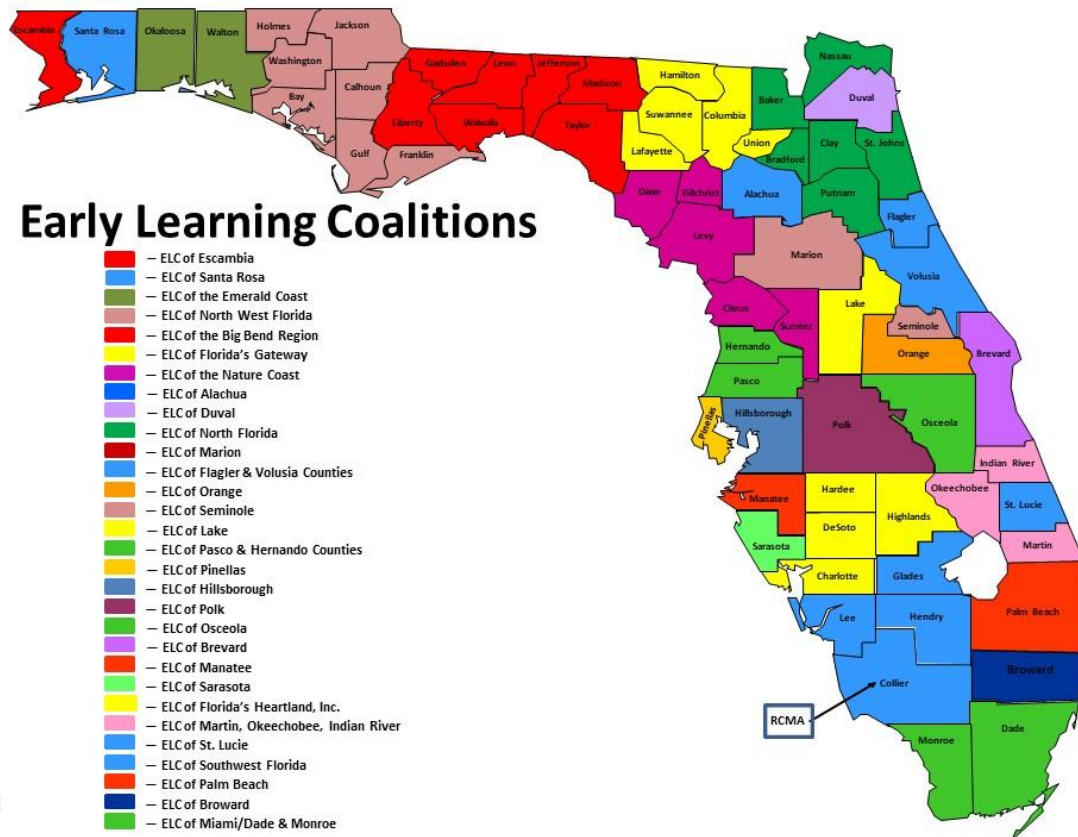 Escambia
Santa Rosa
Okaloosa
Walton
Holmes
Jackson
Washington
Bay
Calhoun
Gulf
Franklin
Liberty
Gadsden
Leon
Wakulla
Jefferson
Madison
Taylor
Hamilton
Suwannee
Lafayette
Columbia
Union
Baker
Nassau
Duval
Bradford
Clay
St. Johns
Putnam
Alachua
Dixie
Gilchrist
Levy
Marion
Flagler
Volusia
Citrus
Sumter
Lake
Seminole
Orange
Brevard
Hernando
Pasco
Pinellas
Hillsborough
Polk
Osceola
Indian River
Okeechobee
St. Lucie
Martin
Manatee
Hardee
Highlands
DeSoto
Sarasota
Charlotte
Glades
Palm Beach
Lee
Hendry
Broward
Collier
RCMA
Monroe
Dade
Early Learning Coalitions
— ELC of Escambia
— ELC of Santa Rosa
— ELC of the Emerald Coast
— ELC of North West Florida
— ELC of the Big Bend Region
— ELC of Florida's Gateway
— ELC of the Nature Coast
— ELC of Alachua
— ELC of Duval
— ELC of North Florida
— ELC of Marion
— ELC of Flagler & Volusia Counties
— ELC of Orange
— ELC of Seminole
— ELC of Lake
— ELC of Pasco & Hernando Counties
— ELC of Pinellas
— ELC of Hillsborough
— ELC of Polk
— ELC of Osceola
— ELC of Brevard
— ELC of Manatee
— ELC of Sarasota
— ELC of Florida's Heartland, Inc.
— ELC of Martin, Okeechobee, Indian River
— ELC of St. Lucie
— ELC of Southwest Florida
— ELC of Palm Beach
— ELC of Broward
— ELC of Miami/Dade & Monroe